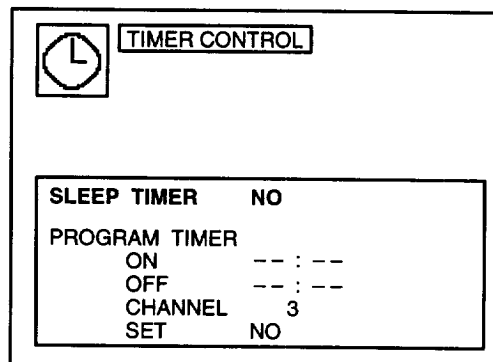 TIMER CONTROL
SLEEP TIMER NO
PROGRAM TIMER
ON -- : --
OFF -- : --
CHANNEL 3
SET NO